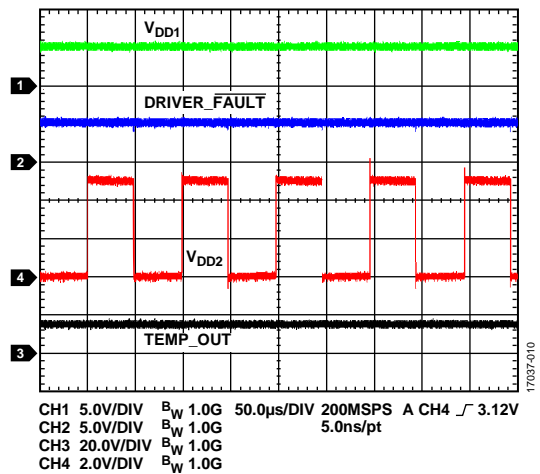 VDD1
1
DRIVER_FAULT
2
VDD2
4
TEMP_OUT
3
17037-010
CH1 5.0V/DIV BW 1.0G 50.0µs/DIV 200MSPS A CH4 3.12V
CH2 5.0V/DIV BW 1.0G 5.0ns/pt
CH3 20.0V/DIV BW 1.0G
CH4 2.0V/DIV BW 1.0G